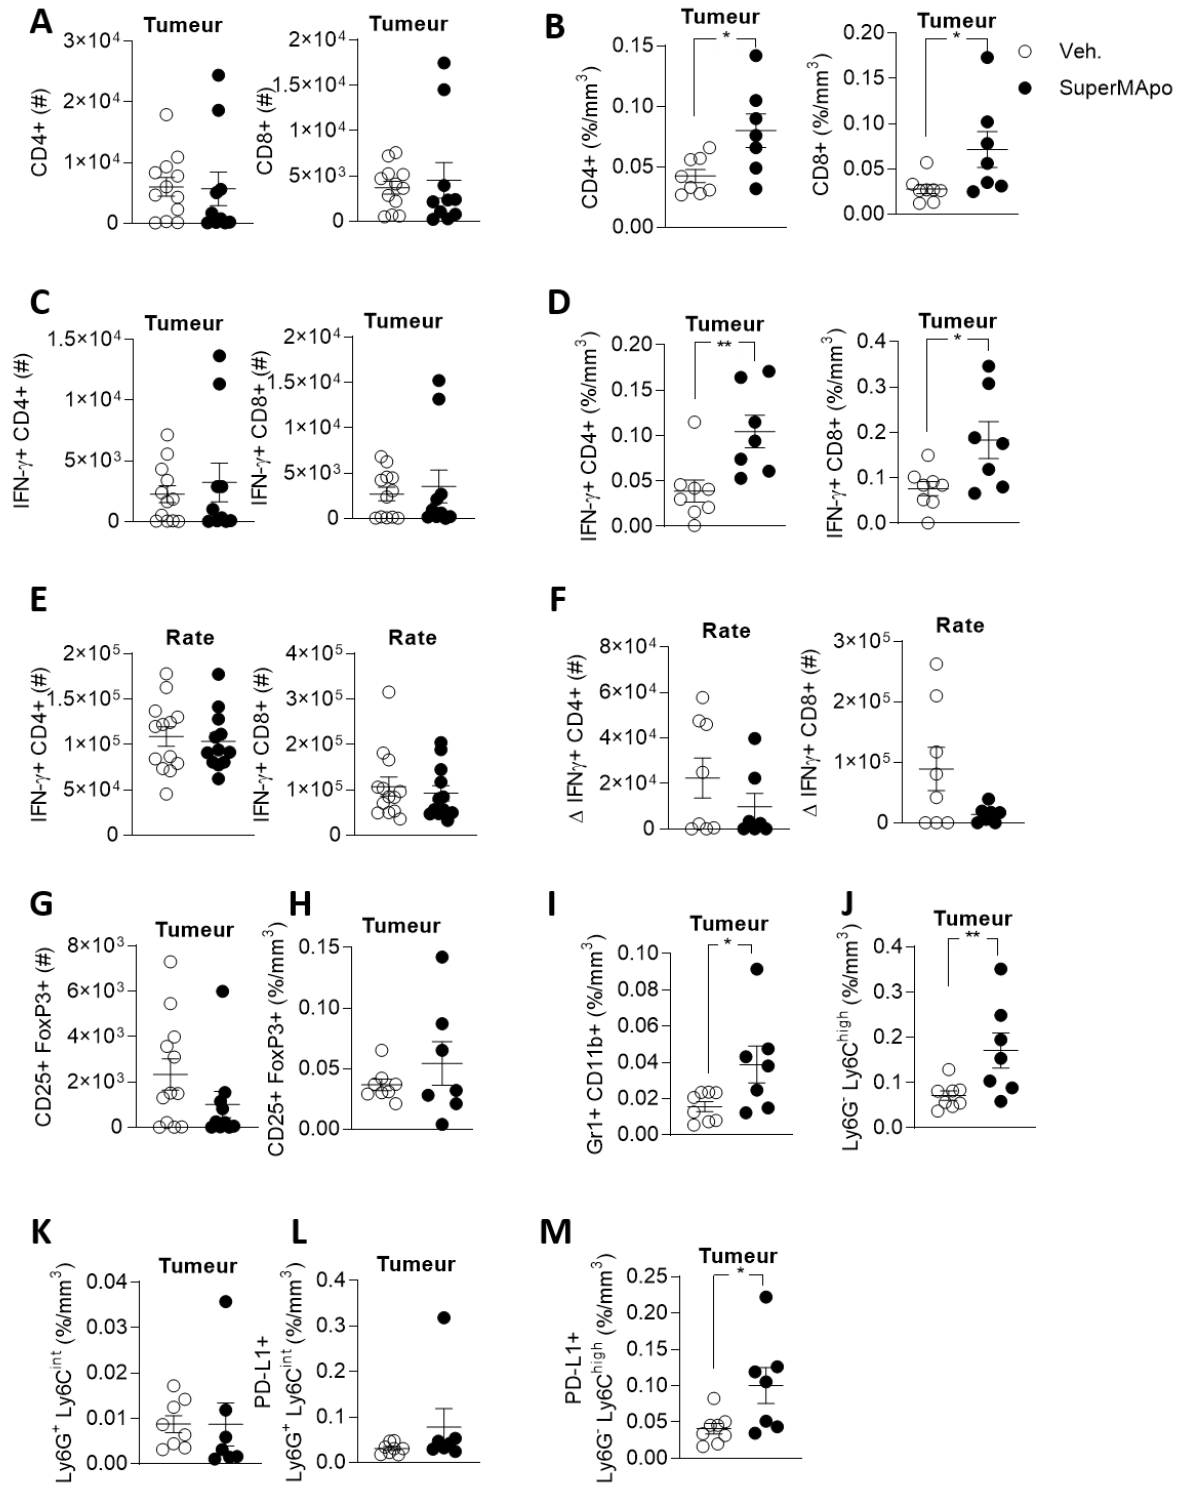 A
Tumeur
CD4+ (#)
3×10⁴
2×10⁴
1×10⁴
0
Tumeur
CD8+ (#)
2×10⁴
1.5×10⁴
1×10⁴
5×10³
0
B
Tumeur
*
CD4+ (%/mm³)
0.15
0.10
0.05
0.00
Tumeur
*
CD8+ (%/mm³)
0.20
0.15
0.10
0.05
0.00
Veh.
SuperMApo
C
Tumeur
IFN-γ+ CD4+ (#)
1.5×10⁴
1×10⁴
5×10³
0
Tumeur
IFN-γ+ CD8+ (#)
2×10⁴
1.5×10⁴
1×10⁴
5×10³
0
D
Tumeur
**
IFN-γ+ CD4+ (%/mm³)
0.20
0.15
0.10
0.05
0.00
Tumeur
*
IFN-γ+ CD8+ (%/mm³)
0.4
0.3
0.2
0.1
0.0
E
Rate
IFN-γ+ CD4+ (#)
2×10⁵
1.5×10⁵
1×10⁵
5×10⁴
0
Rate
IFN-γ+ CD8+ (#)
4×10⁵
3×10⁵
2×10⁵
1×10⁵
0
F
Rate
Δ IFNγ+ CD4+ (#)
8×10⁴
6×10⁴
4×10⁴
2×10⁴
0
Rate
Δ IFNγ+ CD8+ (#)
3×10⁵
2×10⁵
1×10⁵
0
G
Tumeur
CD25+ FoxP3+ (#)
8×10³
6×10³
4×10³
2×10³
0
H
Tumeur
CD25+ FoxP3+ (%/mm³)
0.15
0.10
0.05
0.00
I
Tumeur
*
Gr1+ CD11b+ (%/mm³)
0.10
0.08
0.06
0.04
0.02
0.00
J
Tumeur
**
Ly6G⁻ Ly6Cʰⁱᵍʰ (%/mm³)
0.4
0.3
0.2
0.1
0.0
K
Tumeur
Ly6G⁺ Ly6Cⁱⁿᵗ (%/mm³)
0.04
0.03
0.02
0.01
0.00
L
Tumeur
PD-L1+
Ly6G⁺ Ly6Cⁱⁿᵗ (%/mm³)
0.4
0.3
0.2
0.1
0.0
M
Tumeur
*
PD-L1+
Ly6G⁻ Ly6Cʰⁱᵍʰ (%/mm³)
0.25
0.20
0.15
0.10
0.05
0.00